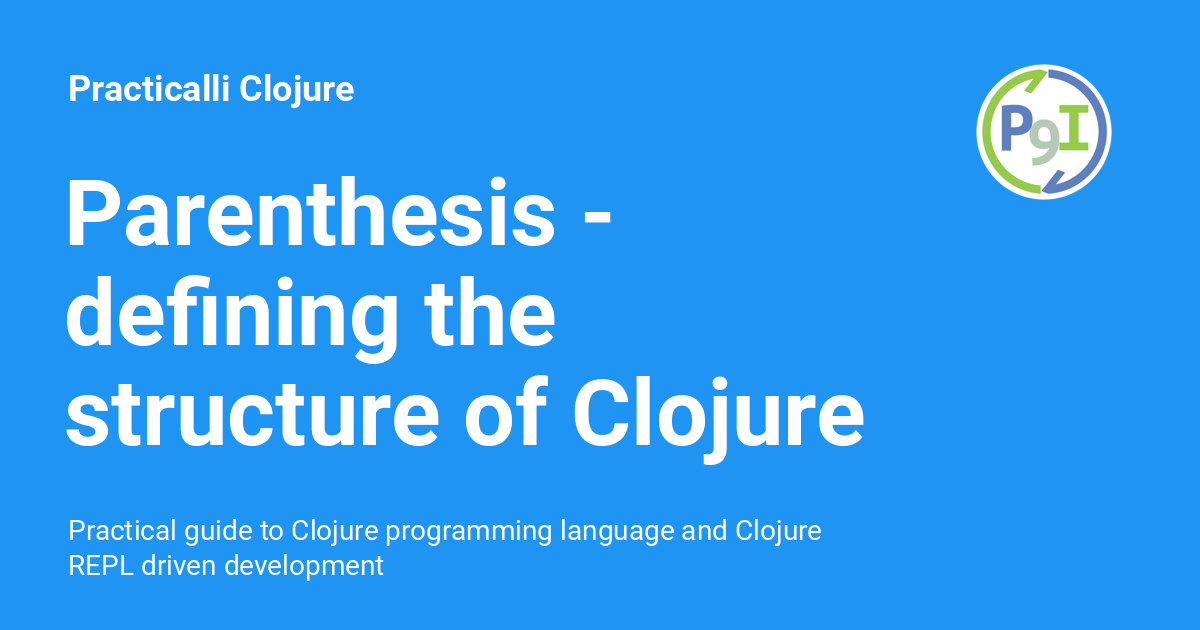 Practicalli Clojure
P9I
Parenthesis -
defining the
structure of Clojure
Practical guide to Clojure programming language and Clojure
REPL driven development